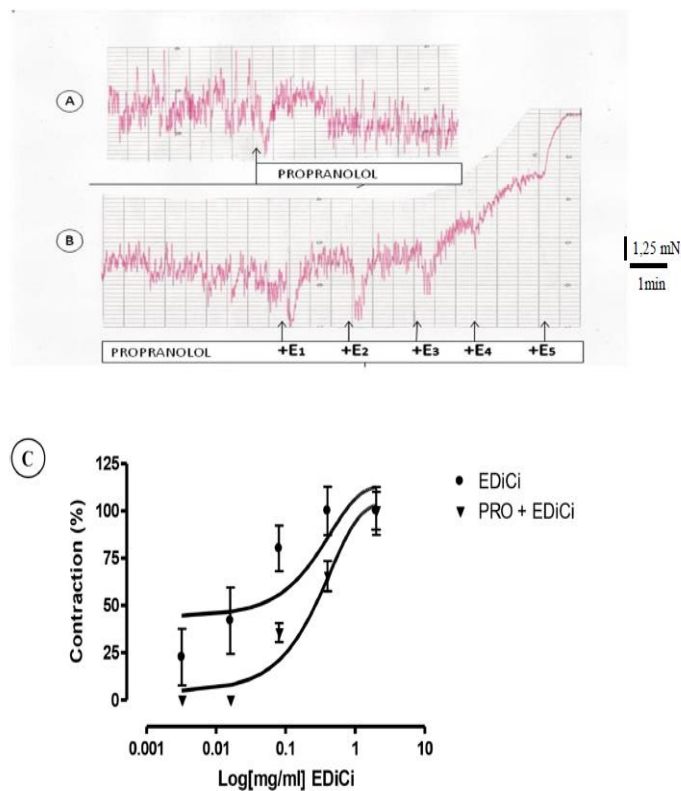 A
PROPRANOLOL
B
1,25 mN
1min
PROPRANOLOL +E1 +E2 +E3 +E4 +E5
C
125
100
75
50
25
0
Contraction (%)
EDiCi
PRO + EDiCi
0.001 0.01 0.1 1 10
Log[mg/ml] EDiCi